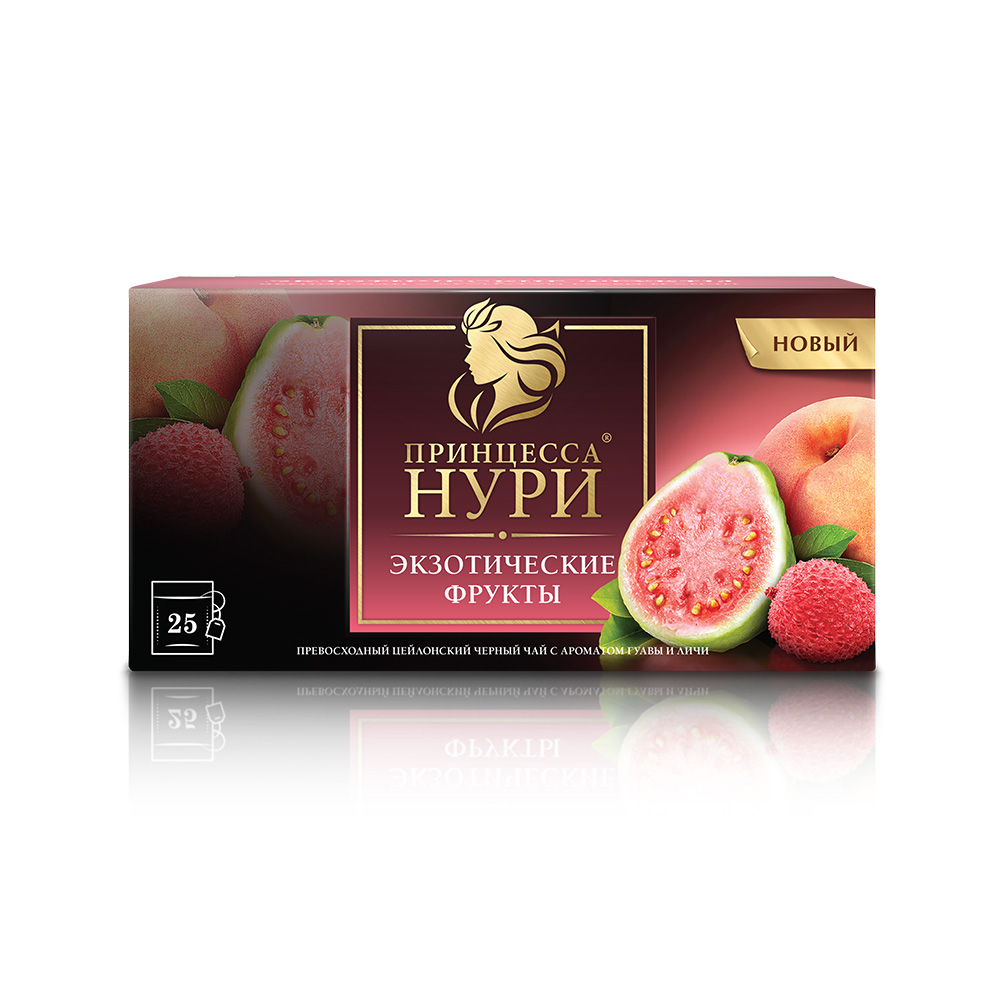 НОВЫЙ
ПРИНЦЕССА®
НУРИ
ЭКЗОТИЧЕСКИЕ
ФРУКТЫ
25
ПРЕВОСХОДНЫЙ ЦЕЙЛОНСКИЙ ЧЕРНЫЙ ЧАЙ С АРОМАТОМ ГУАВЫ И ЛИЧИ